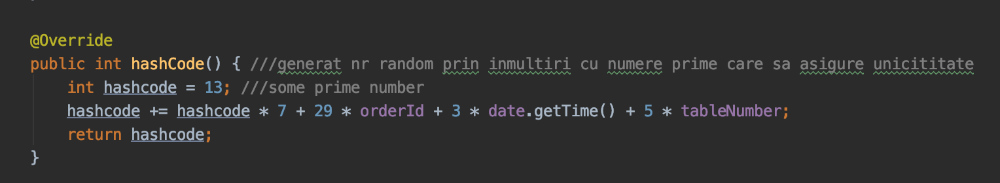 @Override
public int hashCode() { ///generat nr random prin inmultiri cu numere prime care sa asigure unicititate
int hashcode = 13; ///some prime number
hashcode += hashcode * 7 + 29 * orderId + 3 * date.getTime() + 5 * tableNumber;
return hashcode;
}